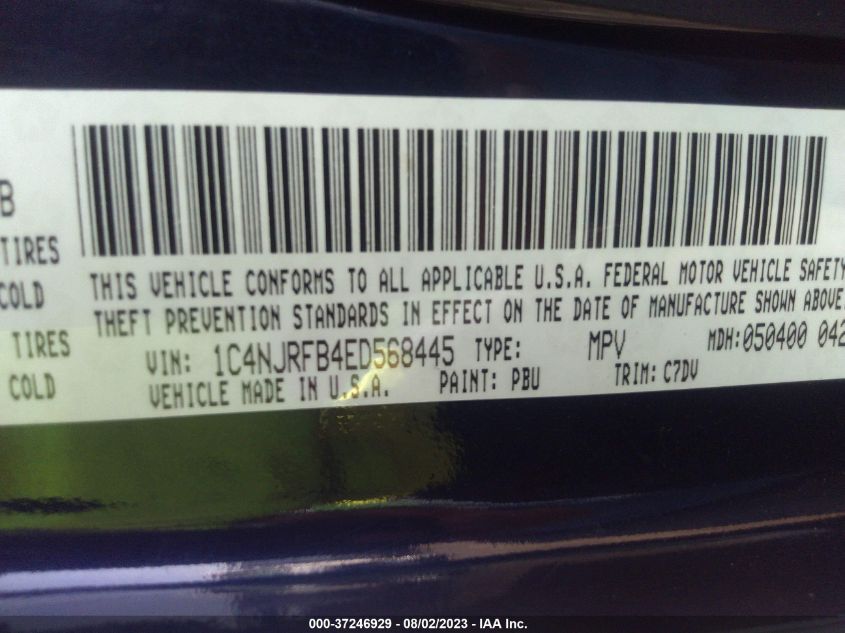 B
TIRES
COLD
TIRES
COLD
THIS VEHICLE CONFORMS TO ALL APPLICABLE U.S.A. FEDERAL MOTOR VEHICLE SAFETY
THEFT PREVENTION STANDARDS IN EFFECT ON THE DATE OF MANUFACTURE SHOWN ABOVE.
VIN: 1C4NJRFB4ED568445 TYPE: MPV MDH:050400 042
VEHICLE MADE IN U.S.A. PAINT: PBU TRIM: C7DV
000-37246929 - 08/02/2023 - IAA Inc.